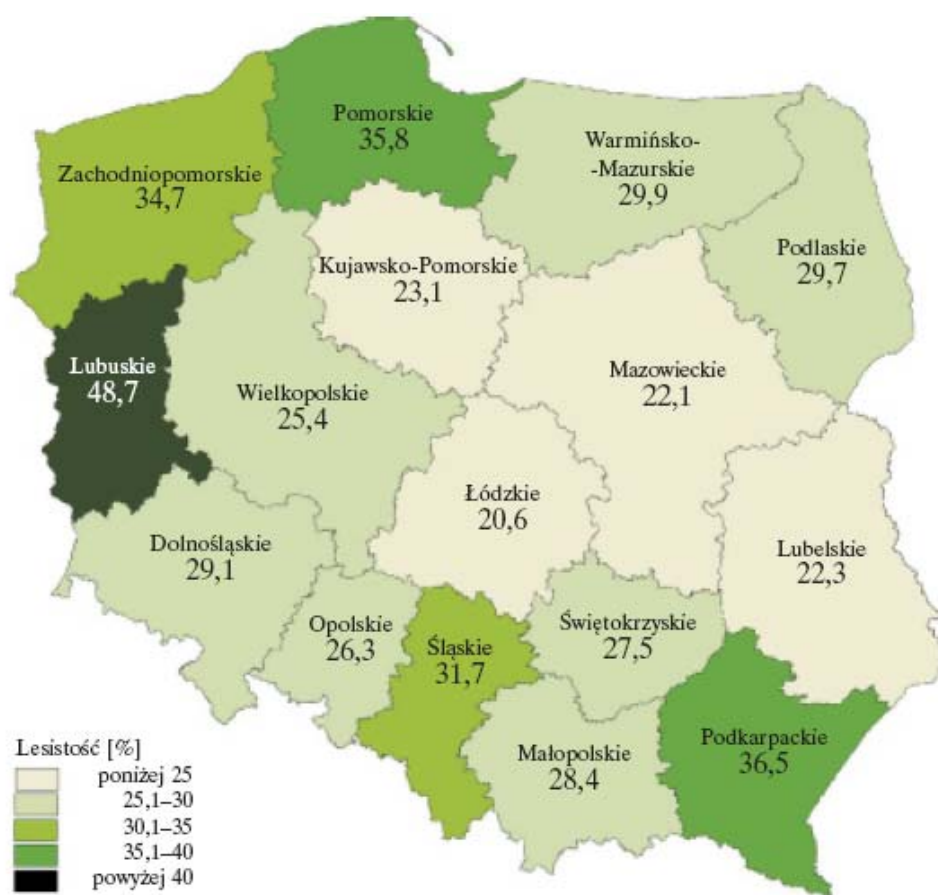 Pomorskie
35,8
Warmińsko-
-Mazurskie
29,9
Zachodniopomorskie
34,7
Podlaskie
29,7
Kujawsko-Pomorskie
23,1
Lubuskie
48,7
Mazowieckie
22,1
Wielkopolskie
25,4
Łódzkie
20,6
Dolnośląskie
29,1
Lubelskie
22,3
Opolskie
26,3
Śląskie
31,7
Świętokrzyskie
27,5
Małopolskie
28,4
Podkarpackie
36,5
Lesistość [%]
poniżej 25
25,1–30
30,1–35
35,1–40
powyżej 40